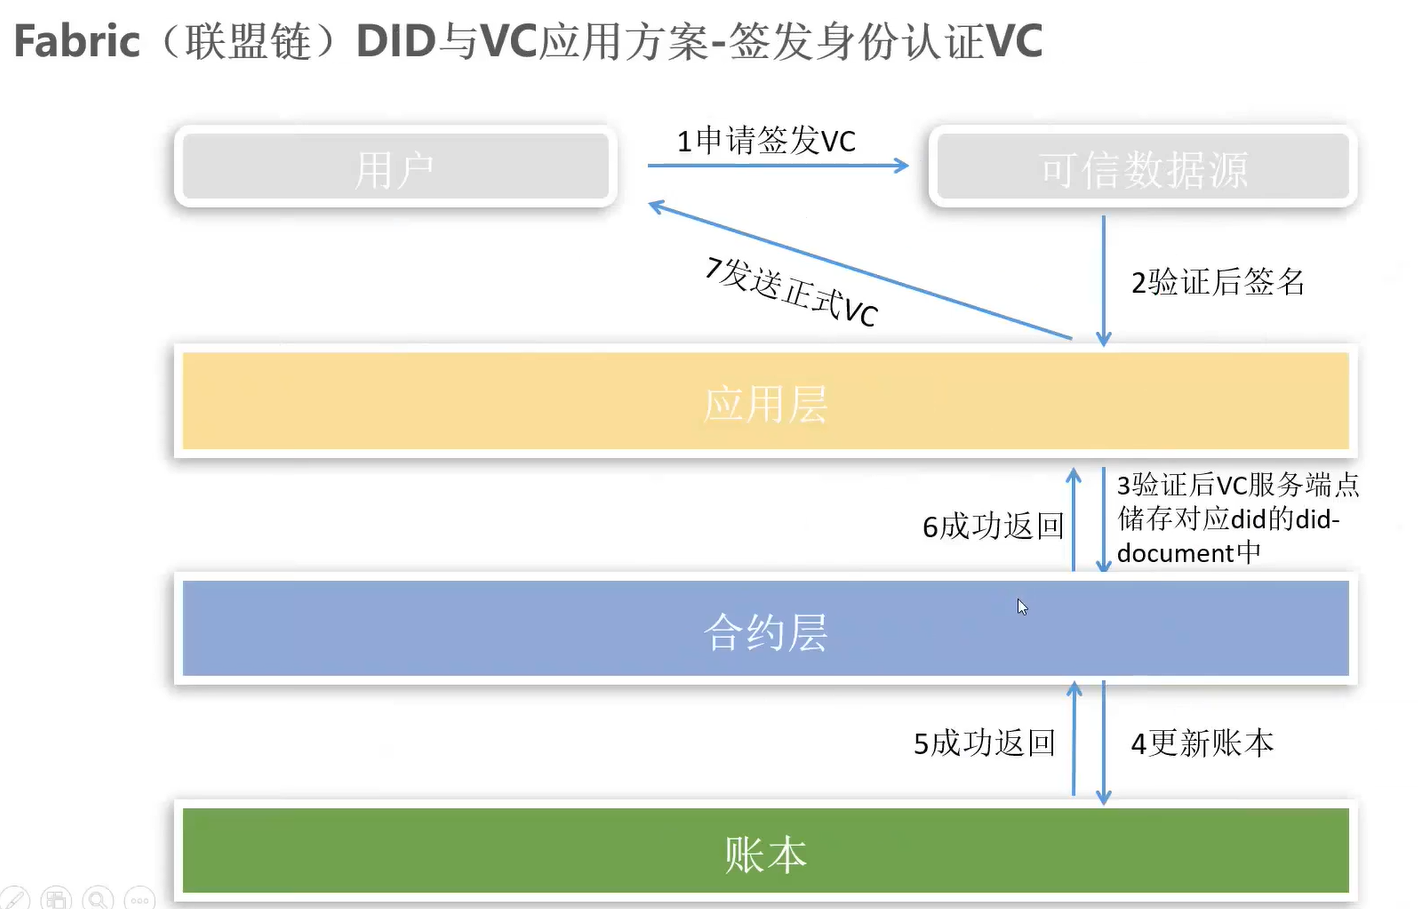 Fabric（联盟链）DID与VC应用方案-签发身份认证VC
用户
1申请签发VC
可信数据源
7发送正式VC
2验证后签名
应用层
6成功返回
3验证后VC服务端点
储存对应did的did-
document中
合约层
5成功返回
4更新账本
账本